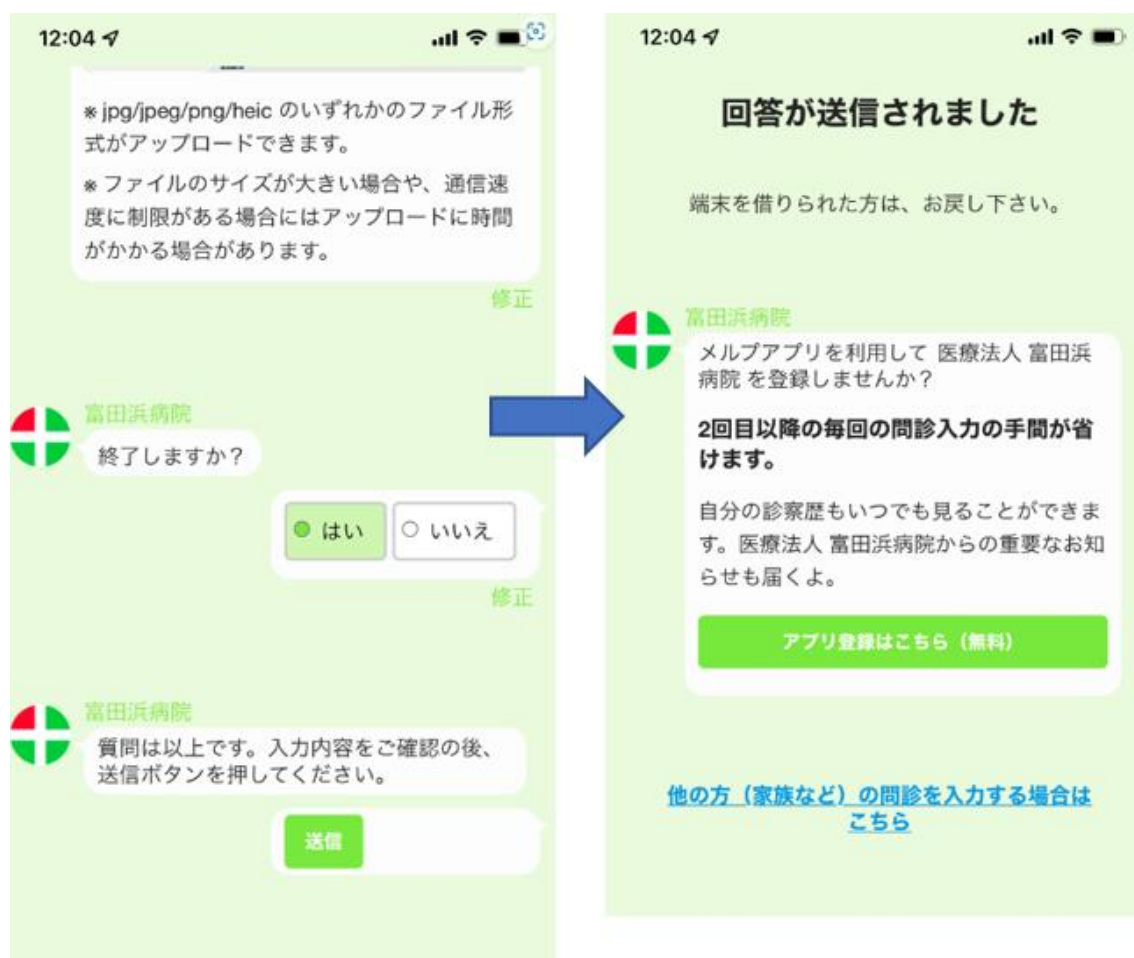 12:04
※ jpg/jpeg/png/heic のいずれかのファイル形
式がアップロードできます。
※ ファイルのサイズが大きい場合や、通信速
度に制限がある場合にはアップロードに時間
がかかる場合があります。
修正
富田浜病院
終了しますか？
はい
いいえ
修正
富田浜病院
質問は以上です。入力内容をご確認の後、
送信ボタンを押してください。
送信
12:04
回答が送信されました
端末を借りられた方は、お戻し下さい。
富田浜病院
メルプアプリを利用して 医療法人 富田浜
病院 を登録しませんか？
2回目以降の毎回の問診入力の手間が省
けます。
自分の診察歴もいつでも見ることができま
す。医療法人 富田浜病院からの重要なお知
らせも届くよ。
アプリ登録はこちら（無料）
他の方（家族など）の問診を入力する場合は
こちら